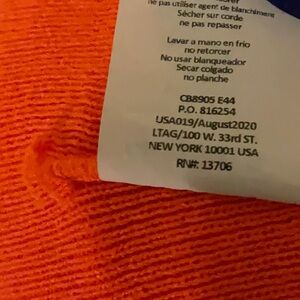 ne pas utiliser agent de blanchiment
Sécher sur corde
ne pas repasser
Lavar a mano en frío
no retorcer
No usar blanqueador
Secar colgado
no planche
CB8905 E44
P.O. 816254
USA019/August2020
LTAG/100 W. 33rd ST.
NEW YORK 10001 USA
RN#: 13706